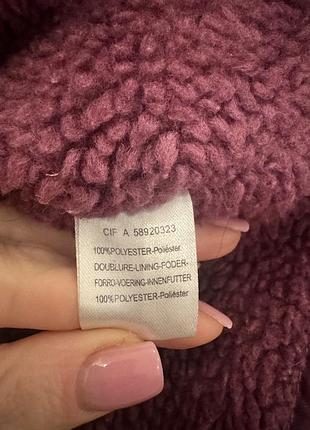 CIF A 58920323
100%POLYESTER-Poliéster
DOUBLURE-LINING-FODER-
FORRO-VOERING-INNENFUTTER
100%POLYESTER-Poliéster